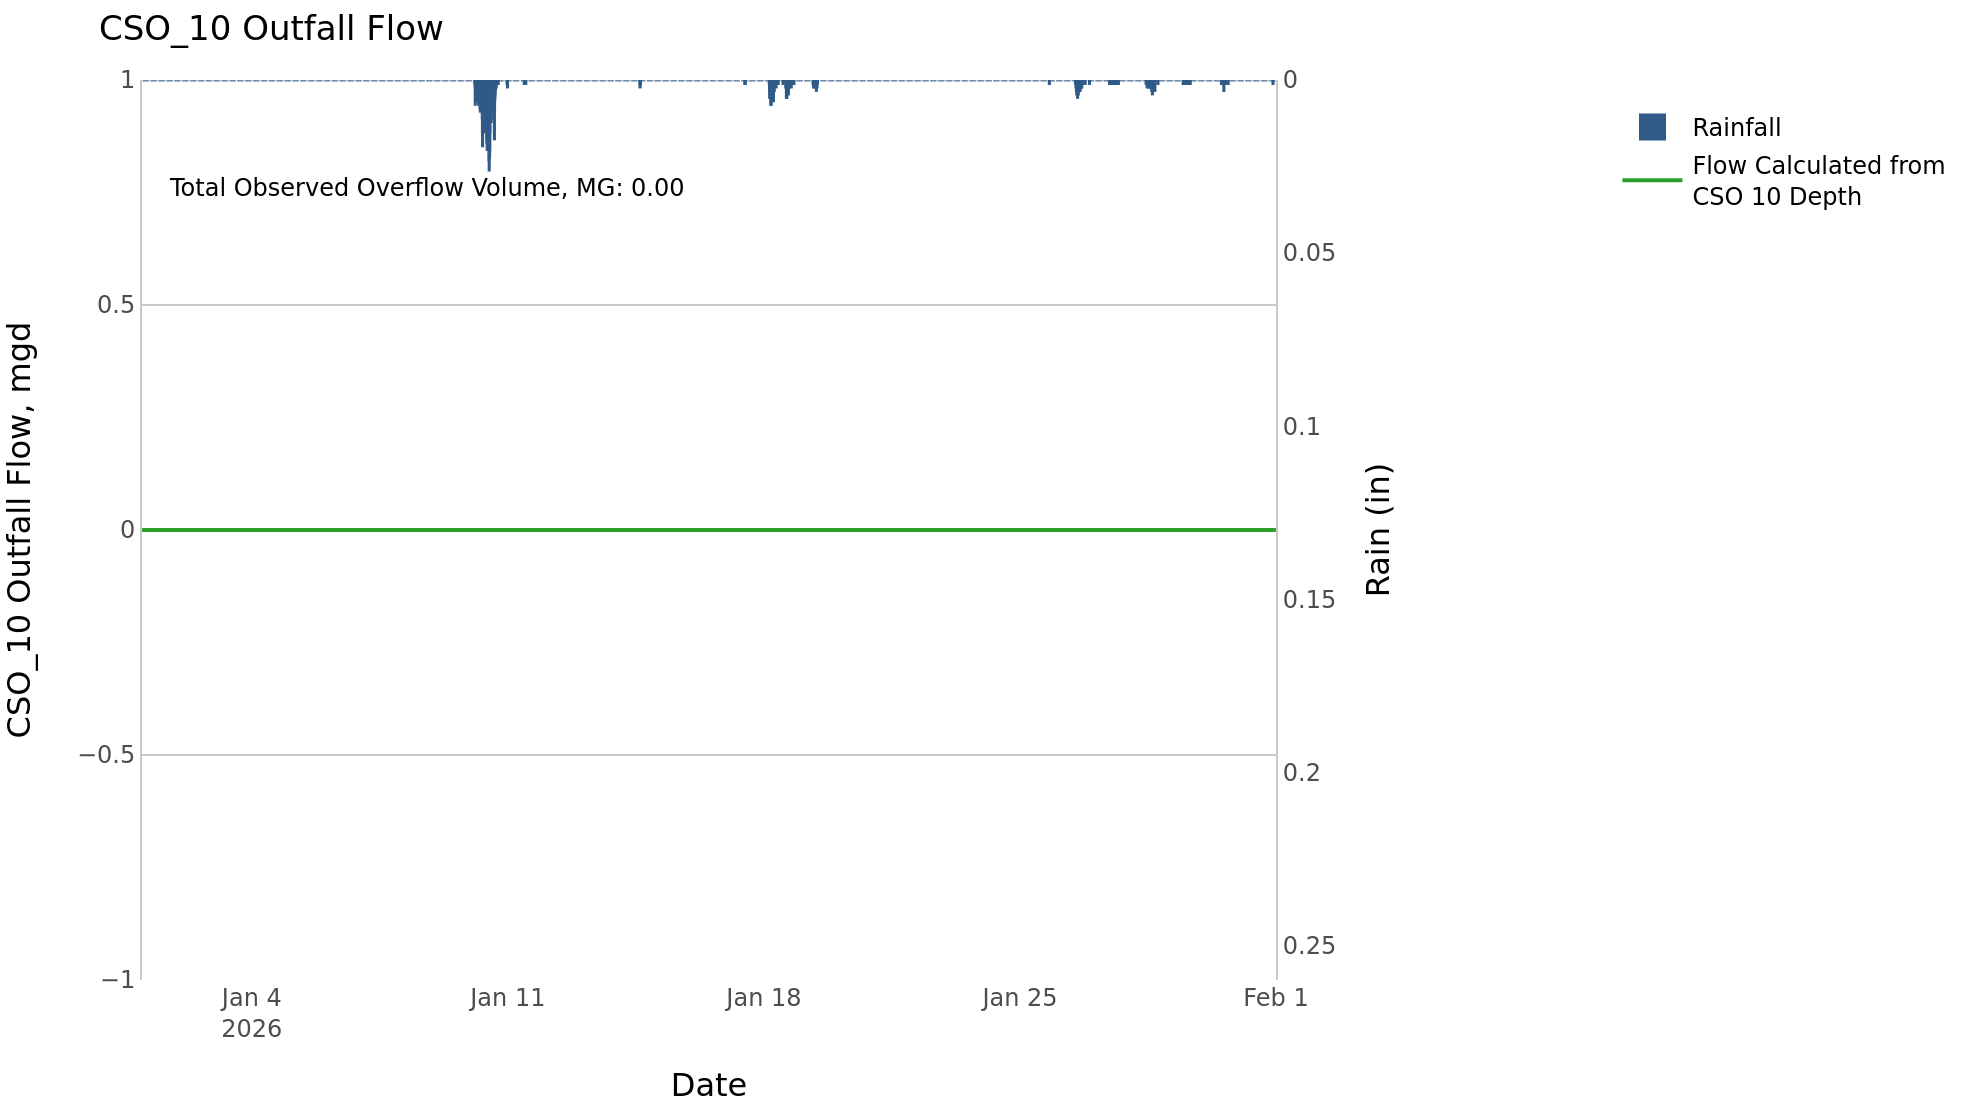 CSO_10 Outfall Flow
1
0.5
0
−0.5
−1
CSO_10 Outfall Flow, mgd
Total Observed Overflow Volume, MG: 0.00
0
0.05
0.1
0.15
0.2
0.25
Rain (in)
Jan 4
2026
Jan 11
Jan 18
Jan 25
Feb 1
Date
Rainfall
Flow Calculated from
CSO 10 Depth